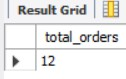 Result Grid
total_orders
12